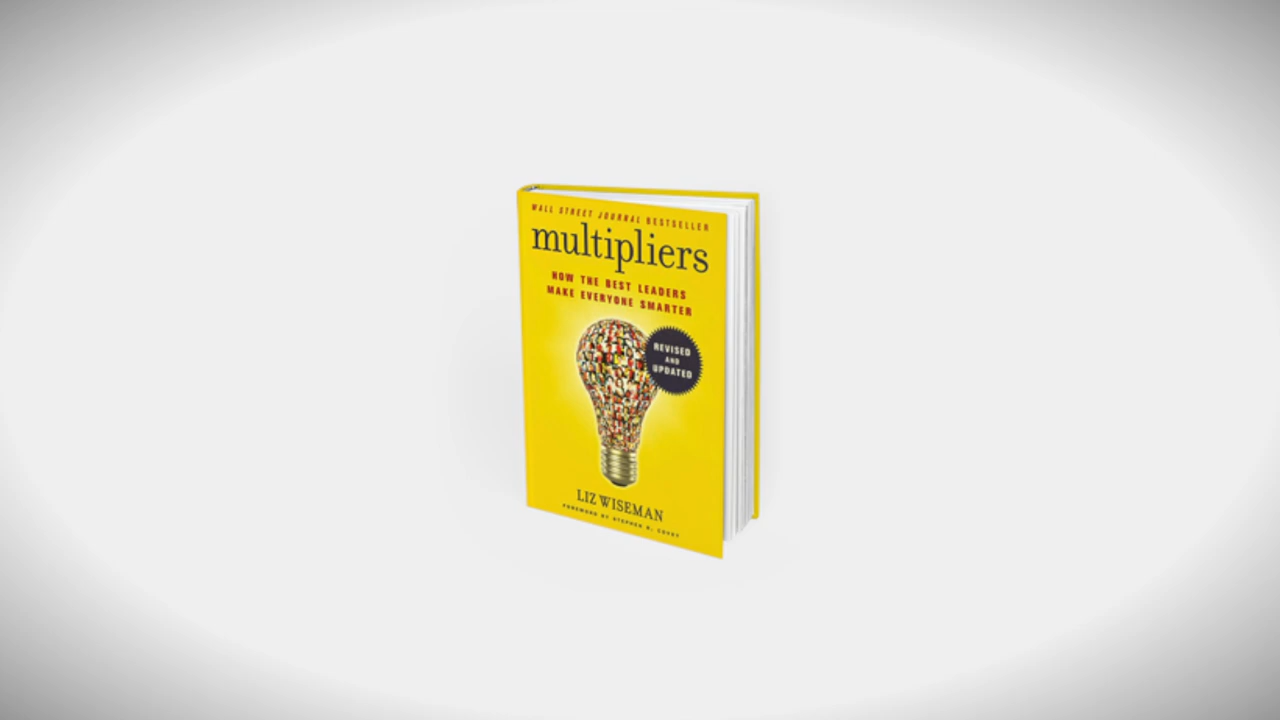 WALL STREET JOURNAL BESTSELLER
multipliers
HOW THE BEST LEADERS
MAKE EVERYONE SMARTER
REVISED
AND
UPDATED
LIZ WISEMAN
FOREWORD BY STEPHEN R. COVEY